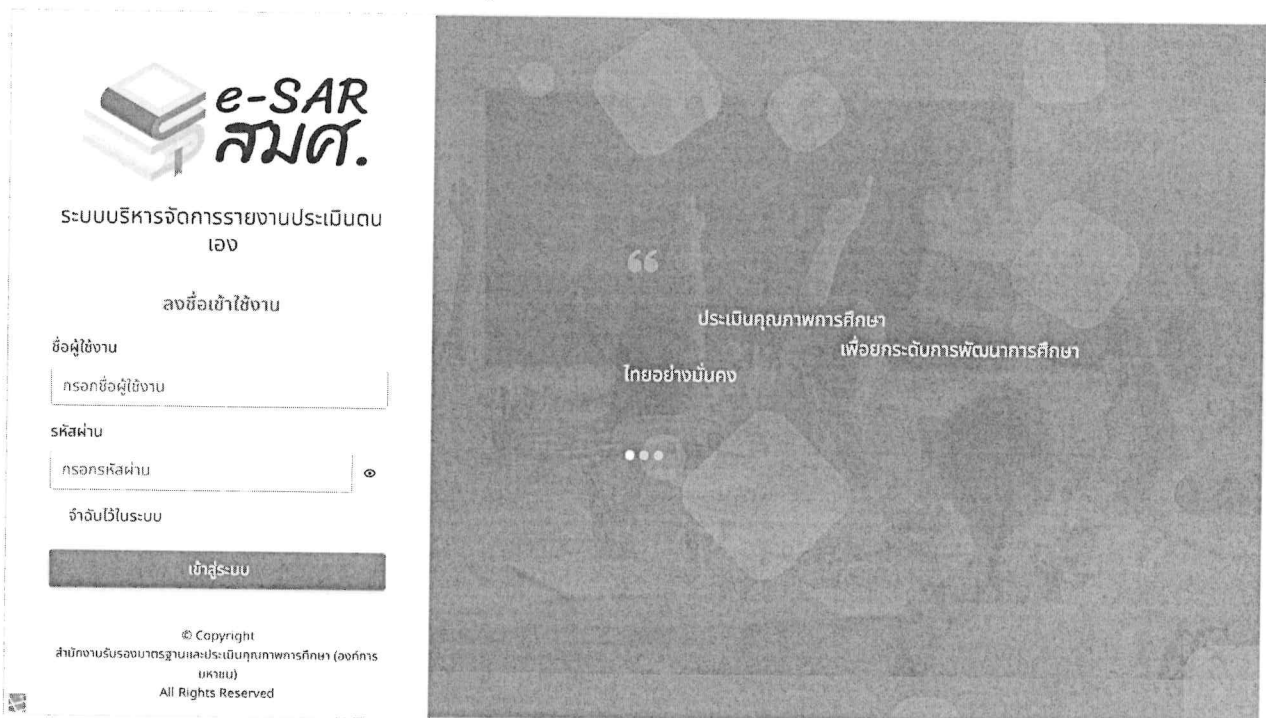 e-SAR
สมศ.
ระบบบริหารจัดการรายงานประเมินตน
เอง
ลงชื่อเข้าใช้งาน
ชื่อผู้ใช้งาน
กรอกชื่อผู้ใช้งาน
รหัสผ่าน
กรอกรหัสผ่าน
จำฉันไว้ในระบบ
เข้าสู่ระบบ
© Copyright
สำนักงานรับรองมาตรฐานและประเมินคุณภาพการศึกษา (องค์การ
มหาชน)
All Rights Reserved
“
ประเมินคุณภาพการศึกษา
เพื่อยกระดับการพัฒนาการศึกษา
ไทยอย่างมั่นคง